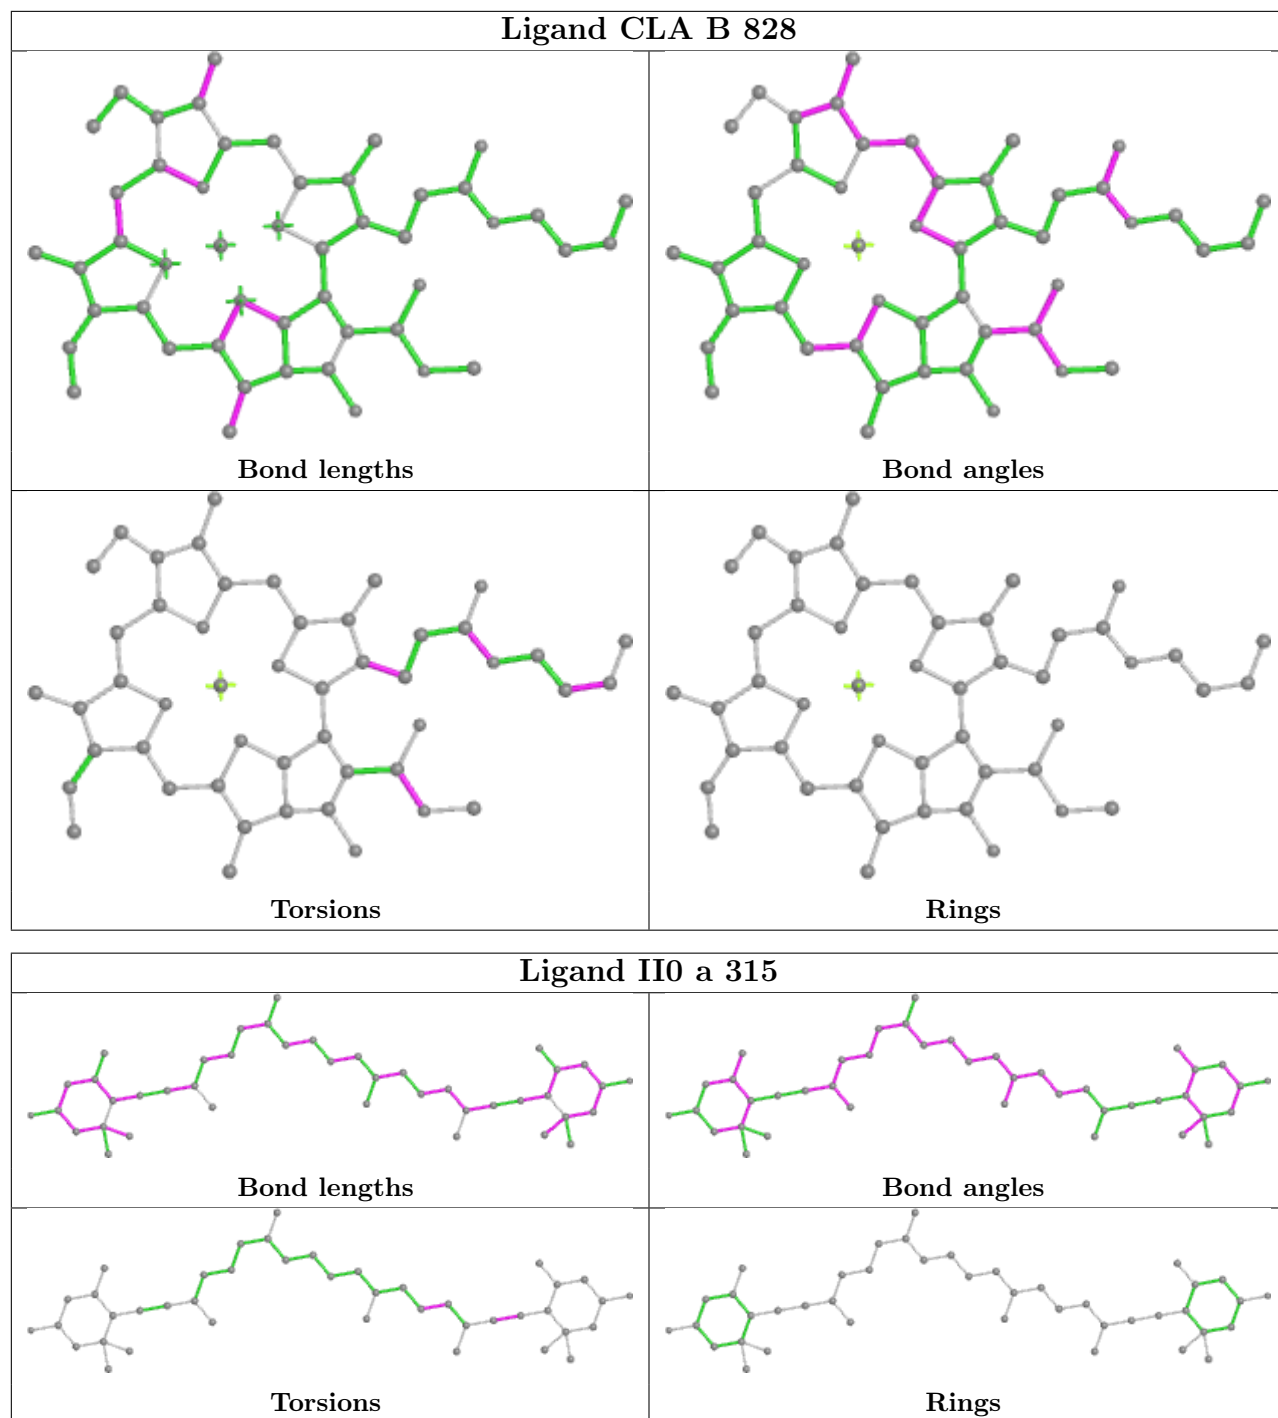 Ligand CLA B 828
Bond lengths
Bond angles
Torsions
Rings
Ligand II0 a 315
Bond lengths
Bond angles
Torsions
Rings